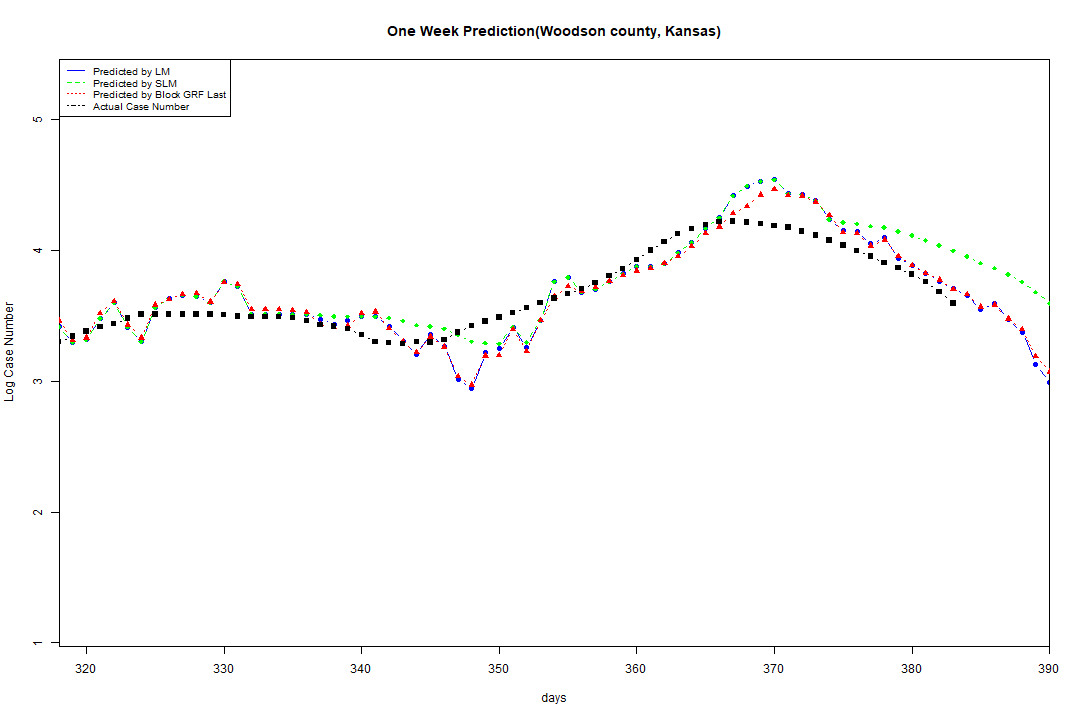 One Week Prediction(Woodson county, Kansas)
Predicted by LM
Predicted by SLM
Predicted by Block GRF Last
Actual Case Number
5
4
3
2
1
Log Case Number
320 330 340 350 360 370 380 390
days